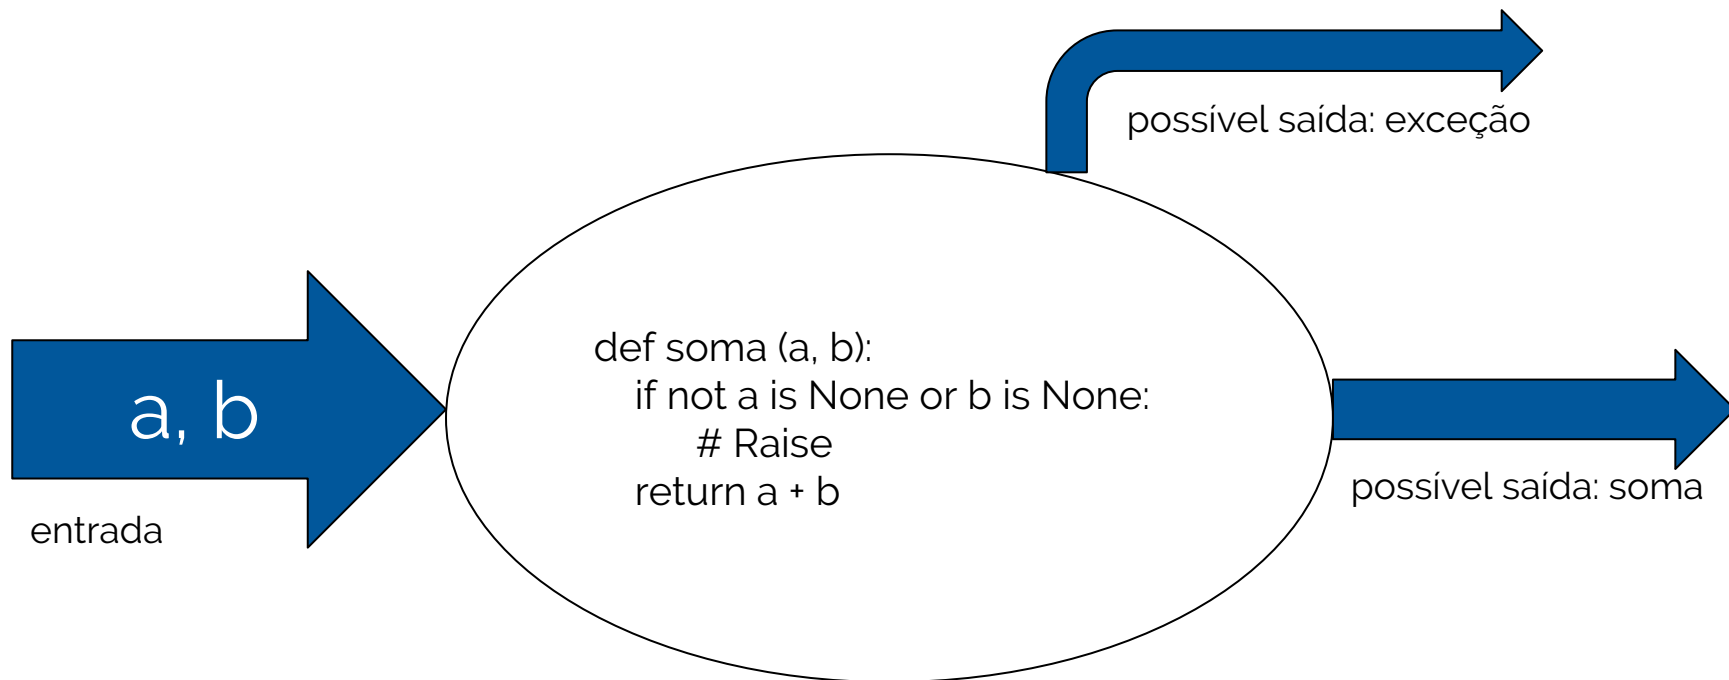 possível saída: exceção
def soma (a, b):
if not a is None or b is None:
# Raise
return a + b
a, b
entrada
possível saída: soma